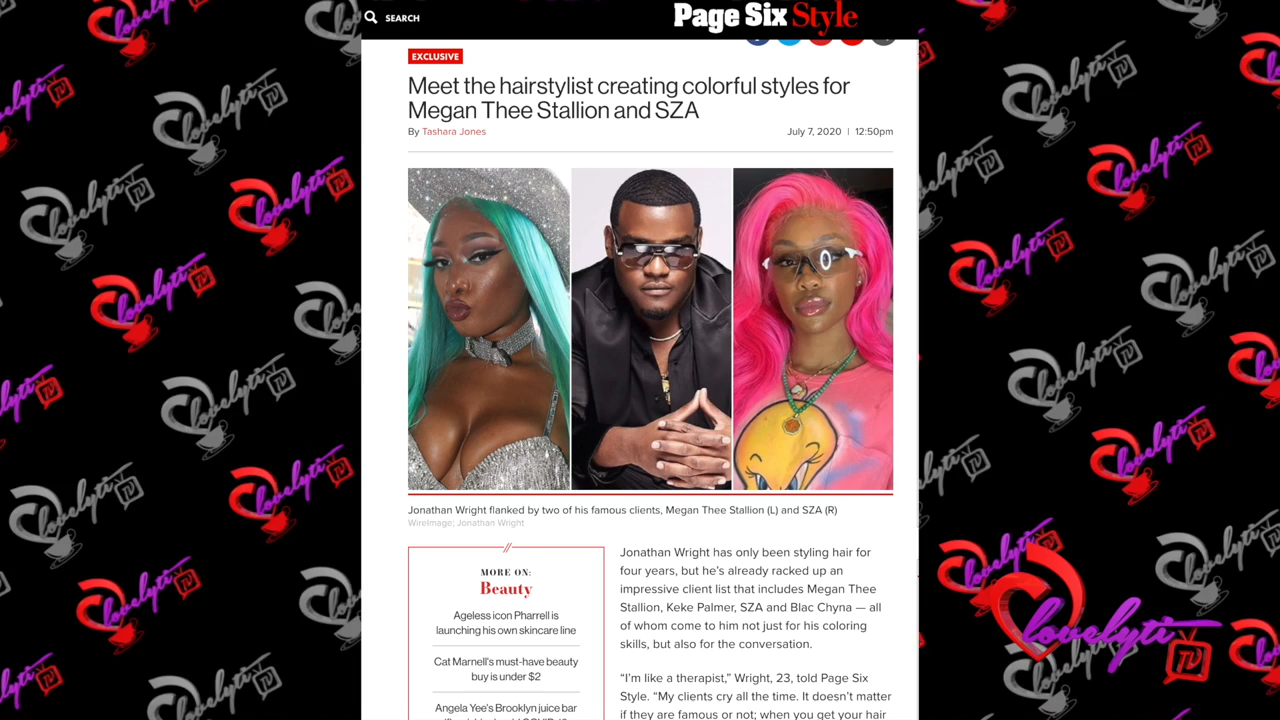 SEARCH
Page Six Style
EXCLUSIVE
Meet the hairstylist creating colorful styles for
Megan Thee Stallion and SZA
By Tashara Jones
July 7, 2020 | 12:50pm
Jonathan Wright flanked by two of his famous clients, Megan Thee Stallion (L) and SZA (R)
WireImage; Jonathan Wright
MORE ON:
Beauty
Ageless icon Pharrell is
launching his own skincare line
Cat Marnell's must-have beauty
buy is under $2
Angela Yee's Brooklyn juice bar
Jonathan Wright has only been styling hair for
four years, but he's already racked up an
impressive client list that includes Megan Thee
Stallion, Keke Palmer, SZA and Blac Chyna — all
of whom come to him not just for his coloring
skills, but also for the conversation.
“I'm like a therapist,” Wright, 23, told Page Six
Style. “My clients cry all the time. It doesn't matter
if they are famous or not; when you get your hair
lovelyti TV